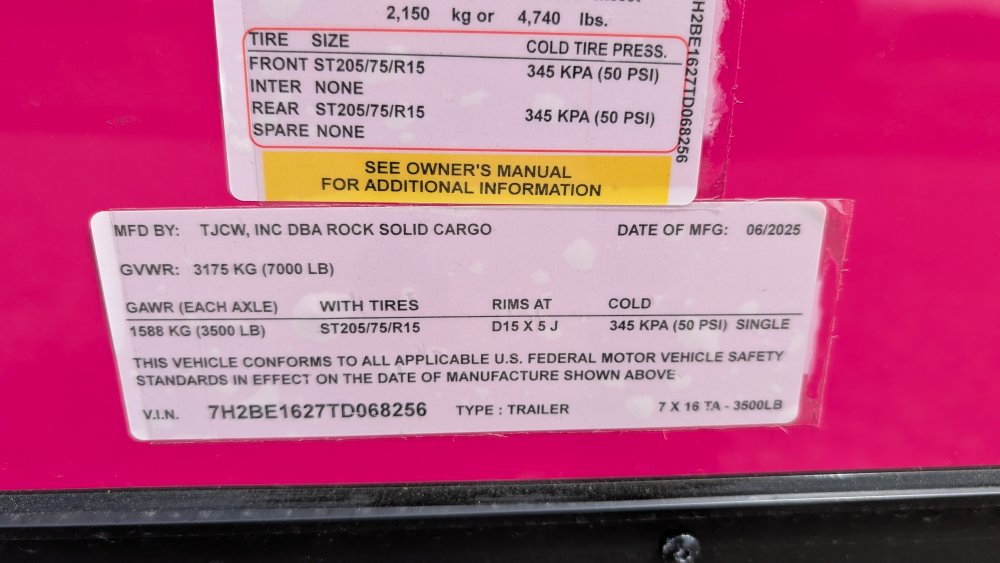 2,150 kg or 4,740 lbs.
TIRE SIZE COLD TIRE PRESS.
FRONT ST205/75/R15 345 KPA (50 PSI)
INTER NONE
REAR ST205/75/R15 345 KPA (50 PSI)
SPARE NONE
SEE OWNER'S MANUAL
FOR ADDITIONAL INFORMATION
H2BE1627TD068256
MFD BY: TJCW, INC DBA ROCK SOLID CARGO DATE OF MFG: 06/2025
GVWR: 3175 KG (7000 LB)
GAWR (EACH AXLE) WITH TIRES RIMS AT COLD
1588 KG (3500 LB) ST205/75/R15 D15 X 5 J 345 KPA (50 PSI) SINGLE
THIS VEHICLE CONFORMS TO ALL APPLICABLE U.S. FEDERAL MOTOR VEHICLE SAFETY
STANDARDS IN EFFECT ON THE DATE OF MANUFACTURE SHOWN ABOVE
V.I.N. 7H2BE1627TD068256 TYPE : TRAILER 7 X 16 TA - 3500LB